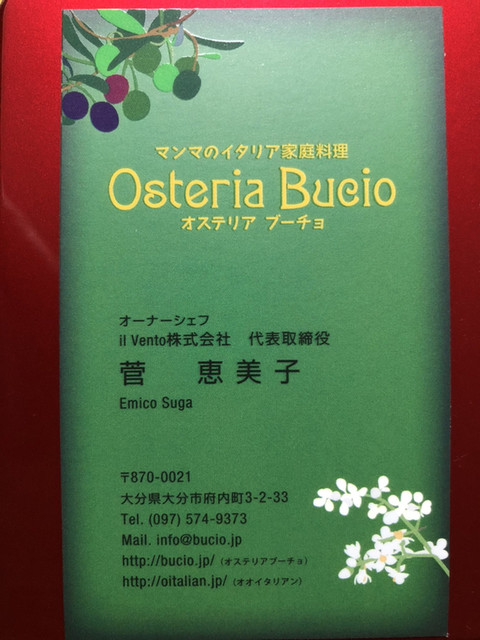 マンマのイタリア家庭料理
Osteria Bucio
オステリア ブーチョ
オーナーシェフ
il Vento株式会社 代表取締役
菅 恵美子
Emico Suga
〒870-0021
大分県大分市府内町3-2-33
Tel. (097) 574-9373
Mail. info@bucio.jp
http://bucio.jp/（オステリアブーチョ）
http://oitalian.jp/（オオイタリアン）